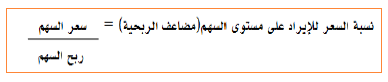 نسبة السعر للإيراد على مستوى السهم(مضاعف الربحية) = سعر السهم
ربح السهم